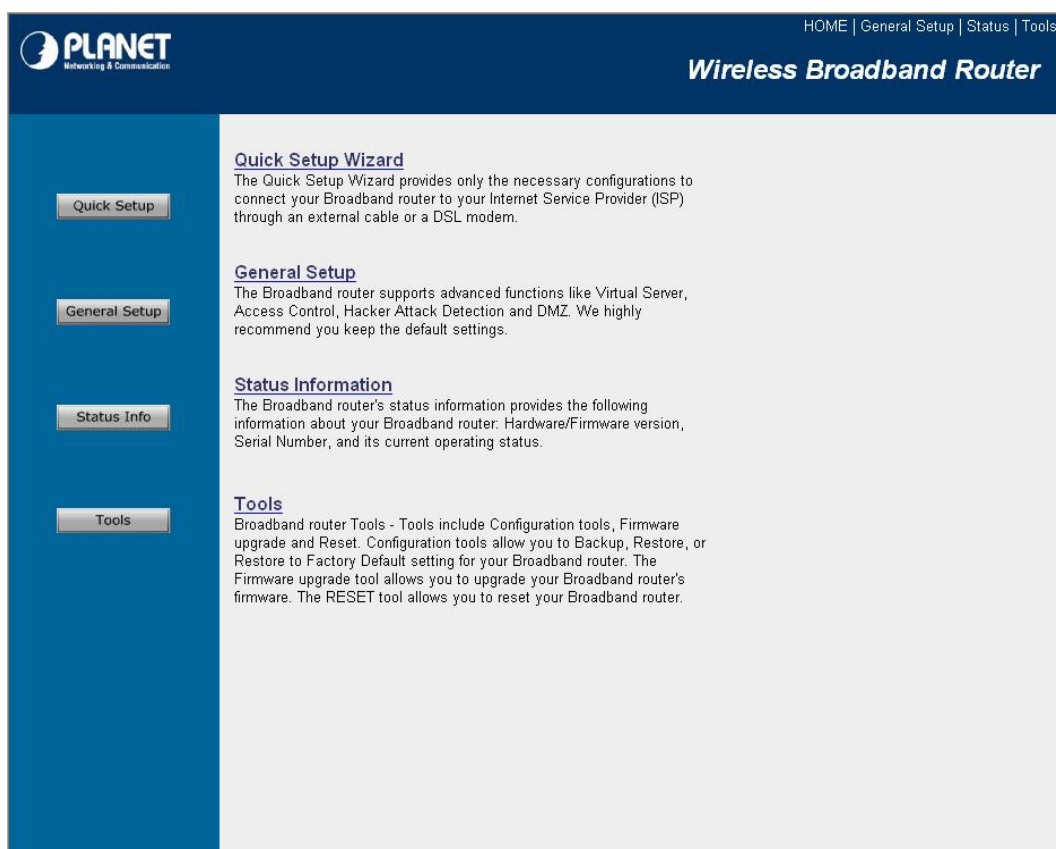 PLANET
Networking & Communication
HOME | General Setup | Status | Tools
Wireless Broadband Router
Quick Setup
General Setup
Status Info
Tools
Quick Setup Wizard
The Quick Setup Wizard provides only the necessary configurations to
connect your Broadband router to your Internet Service Provider (ISP)
through an external cable or a DSL modem.
General Setup
The Broadband router supports advanced functions like Virtual Server,
Access Control, Hacker Attack Detection and DMZ. We highly
recommend you keep the default settings.
Status Information
The Broadband router's status information provides the following
information about your Broadband router: Hardware/Firmware version,
Serial Number, and its current operating status.
Tools
Broadband router Tools - Tools include Configuration tools, Firmware
upgrade and Reset. Configuration tools allow you to Backup, Restore, or
Restore to Factory Default setting for your Broadband router. The
Firmware upgrade tool allows you to upgrade your Broadband router's
firmware. The RESET tool allows you to reset your Broadband router.